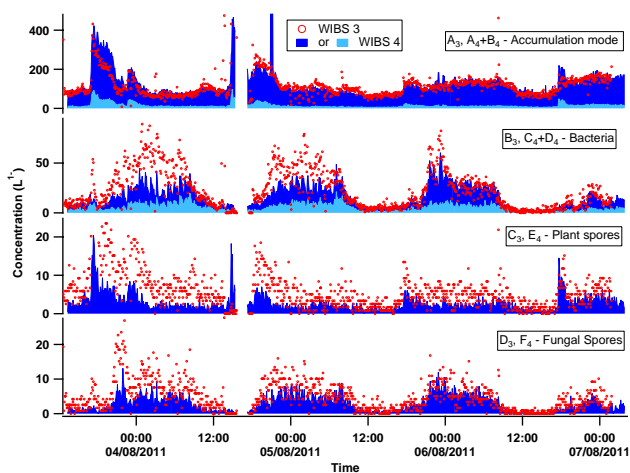 WIBS 3
or WIBS 4
A3, A4+B4 - Accumulation mode
400
200
0
B3, C4+D4 - Bacteria
50
0
C3, E4 - Plant spores
20
10
0
D3, F4 - Fungal Spores
20
10
0
Concentration (L1-)
00:00 12:00 00:00 12:00 00:00 12:00 00:00
04/08/2011 05/08/2011 06/08/2011 07/08/2011
Time